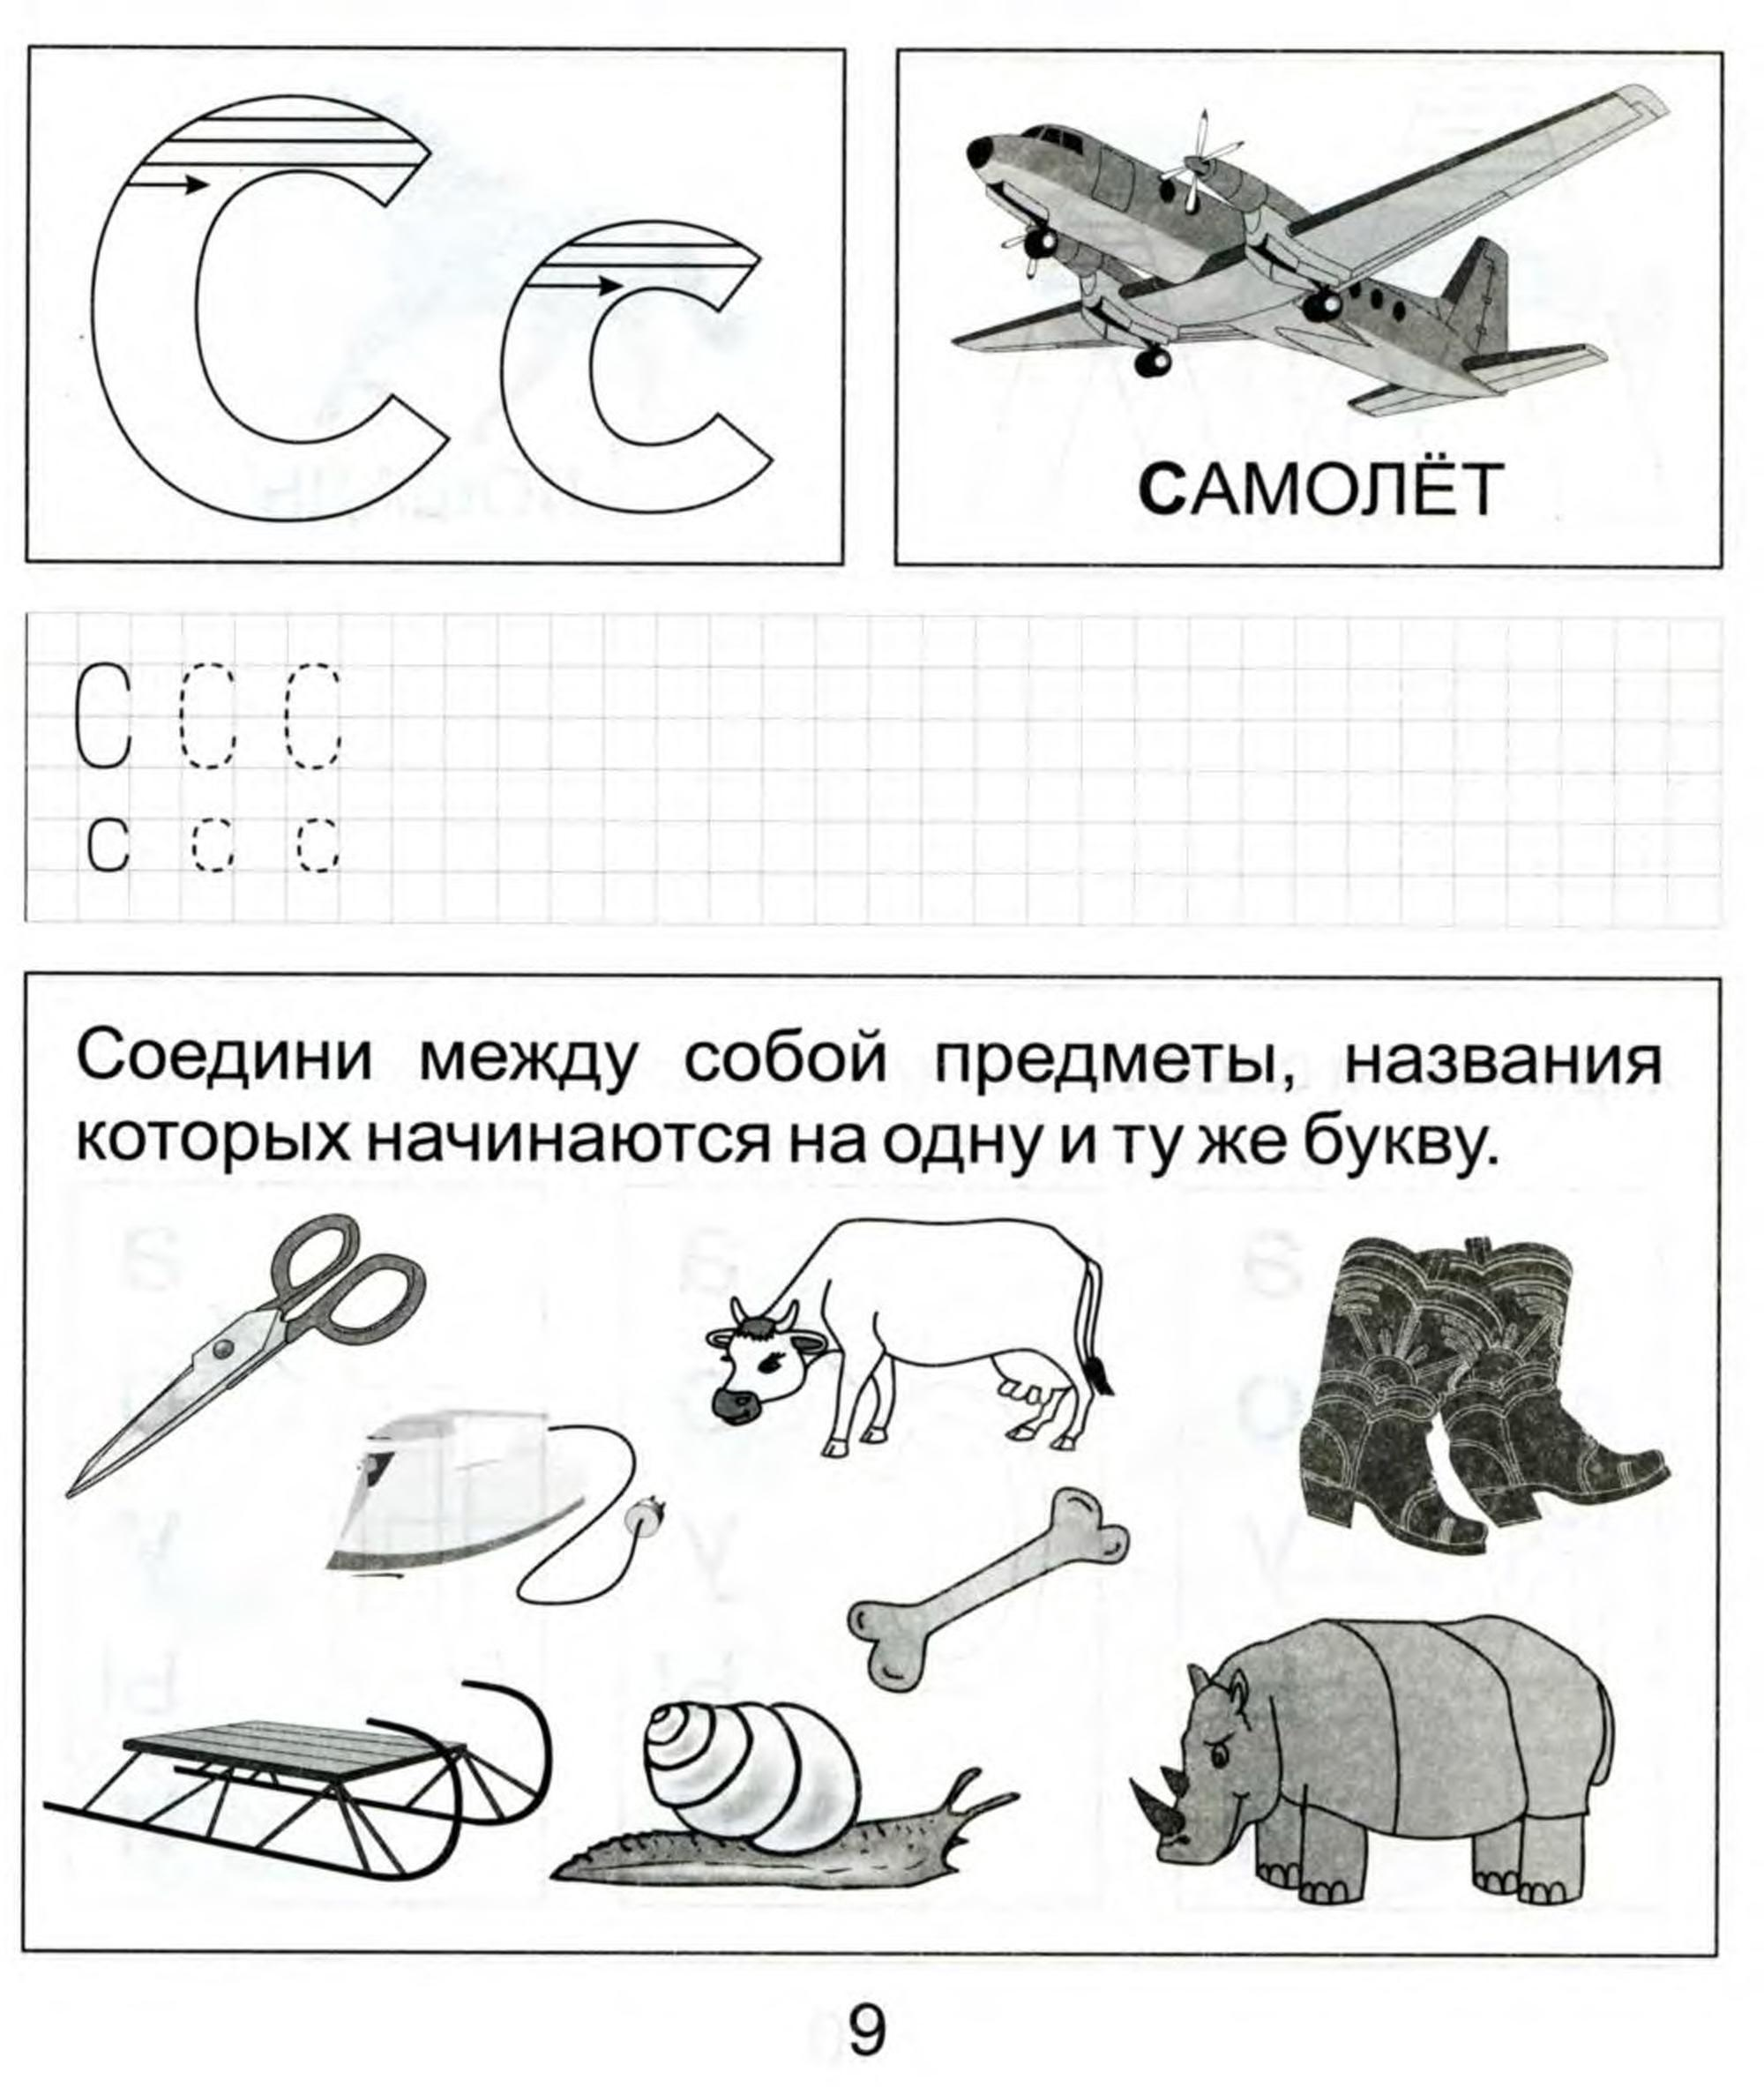 Сс
САМОЛЁТ
С С С
с с с
Соедини между собой предметы, названия
которых начинаются на одну и ту же букву.
9